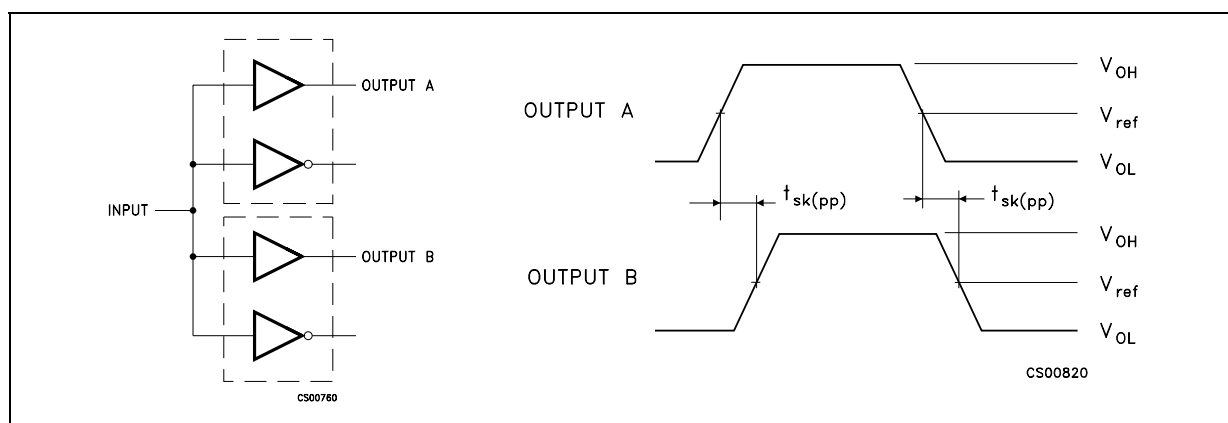 OUTPUT A
INPUT
OUTPUT B
CS00760
OUTPUT A
V_OH
V_ref
V_OL
t_sk(pp)
t_sk(pp)
OUTPUT B
V_OH
V_ref
V_OL
CS00820